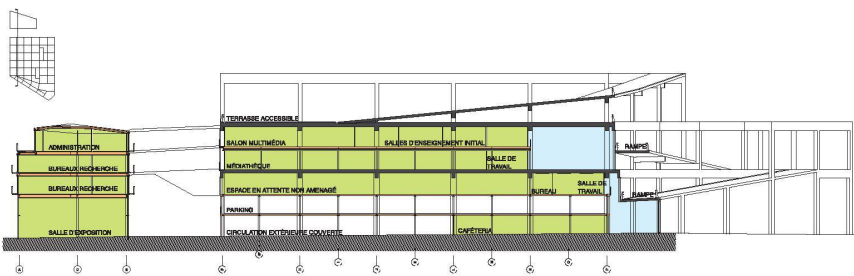 TERRASSE ACCESSIBLE
ADMINISTRATION
SALON MULTIMÉDIA
SALLES D'ENSEIGNEMENT INITIAL
RAMPE
BUREAUX RECHERCHE
MÉDIATHÈQUE
SALLE DE
TRAVAIL
BUREAUX RECHERCHE
ESPACE EN ATTENTE NON AMENAGÉ
BUREAU
SALLE DE
TRAVAIL
RAMPE
PARKING
SALLE D'EXPOSITION
CIRCULATION EXTÉRIEURE COUVERTE
CAFÉTERIA